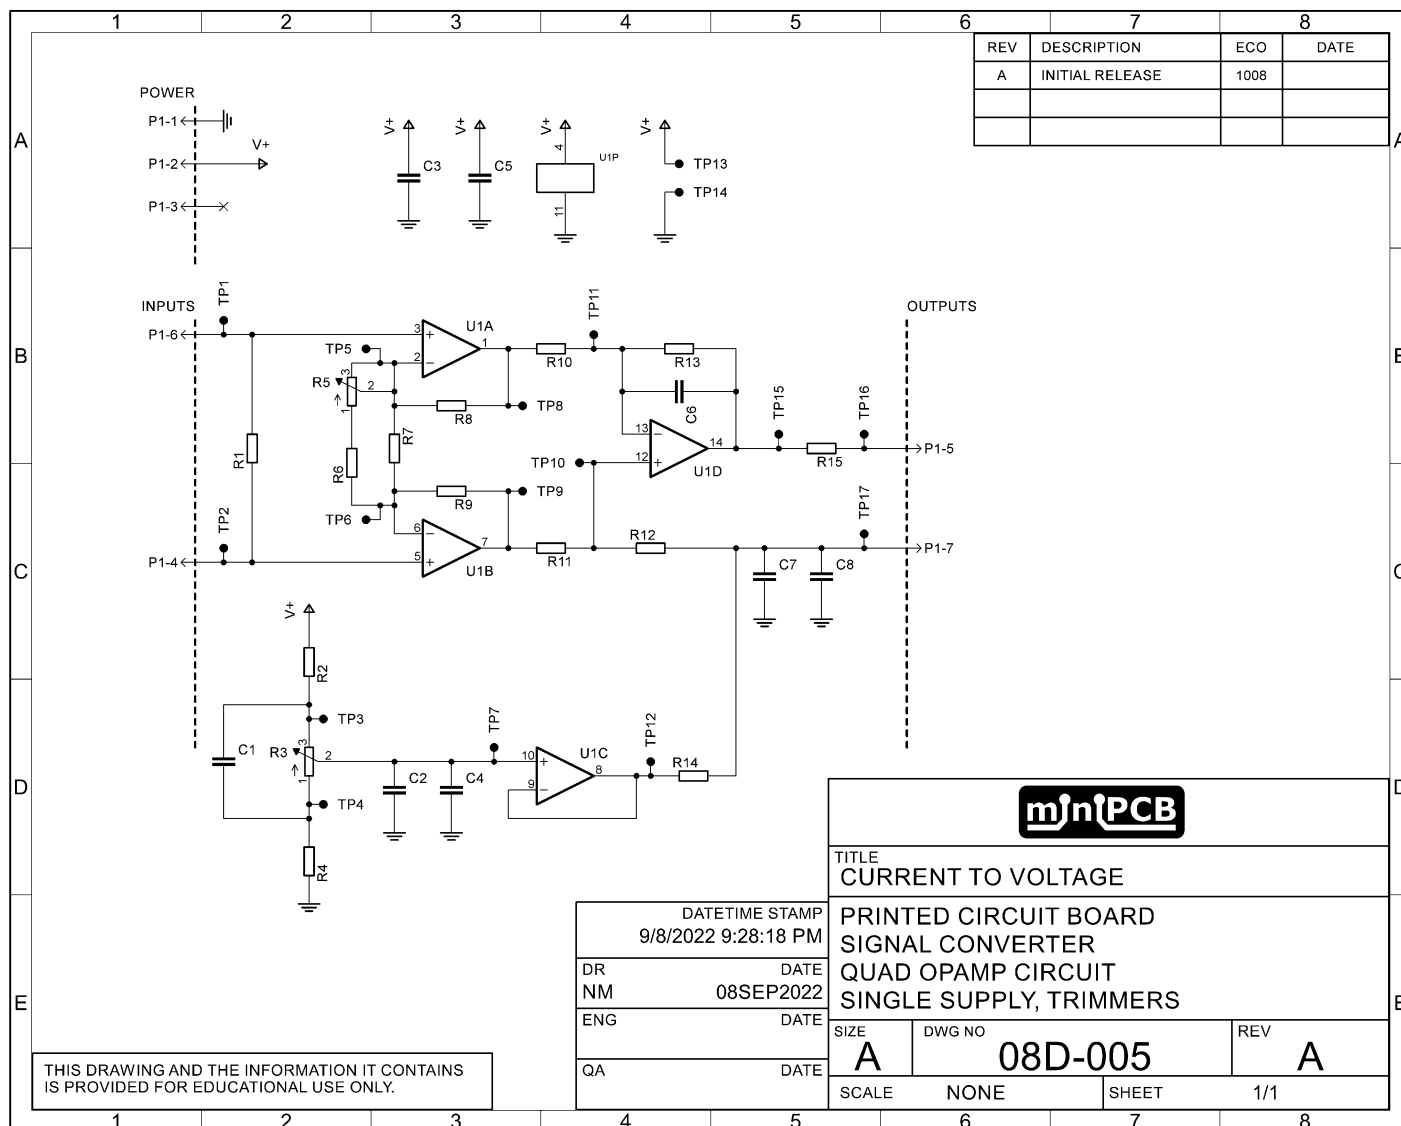 1 2 3 4 5 6 7 8
REV DESCRIPTION ECO DATE
A INITIAL RELEASE 1008
A
B
C
D
E
POWER
P1-1
P1-2 V+
P1-3
V+ C3
V+ C5
V+ 4 U1P 11
V+ TP13
TP14
INPUTS
TP1
P1-6
R1
TP2
P1-4
3 U1A 1
2
TP5
R5 3 2 1
R8 TP8
R7
R6
R9 TP9
TP6
6 7
5 U1B
TP11
R10
R13
C6
13 14
12 U1D
TP10
R11
R12
TP15
TP16
R15
OUTPUTS
P1-5
TP17
P1-7
C7
C8
V+
R2
TP3
C1
R3 3 2 1
TP4
R4
C2
C4
TP7
10 U1C 8
9
TP12
R14
miniPCB
TITLE
CURRENT TO VOLTAGE
PRINTED CIRCUIT BOARD
SIGNAL CONVERTER
QUAD OPAMP CIRCUIT
SINGLE SUPPLY, TRIMMERS
DATETIME STAMP
9/8/2022 9:28:18 PM
DR DATE
NM 08SEP2022
ENG DATE
QA DATE
SIZE DWG NO REV
A 08D-005 A
SCALE NONE SHEET 1/1
THIS DRAWING AND THE INFORMATION IT CONTAINS
IS PROVIDED FOR EDUCATIONAL USE ONLY.
A
B
C
D
E
1 2 3 4 5 6 7 8